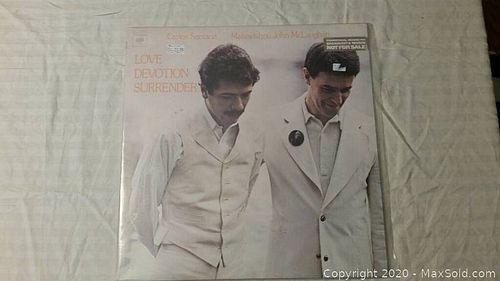 Carlos Santana Mahavishnu John McLaughlin
NOT FOR SALE
LOVE
DEVOTION
SURRENDER
Copyright © 2020 - MaxSold.com